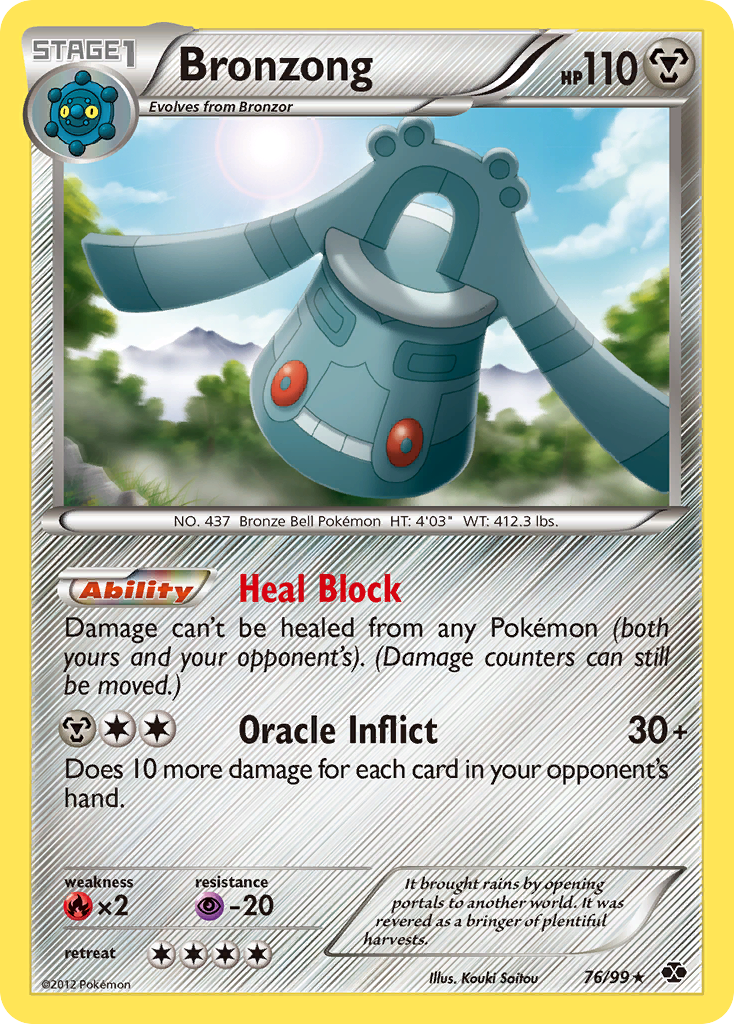 STAGE1
Bronzong
HP110
Evolves from Bronzor
NO. 437 Bronze Bell Pokémon HT: 4'03" WT: 412.3 lbs.
Ability Heal Block
Damage can't be healed from any Pokémon (both
yours and your opponent's). (Damage counters can still
be moved.)
Oracle Inflict 30+
Does 10 more damage for each card in your opponent's
hand.
weakness
×2
resistance
-20
retreat
It brought rains by opening
portals to another world. It was
revered as a bringer of plentiful
harvests.
©2012 Pokémon
Illus. Kouki Saitou
76/99★